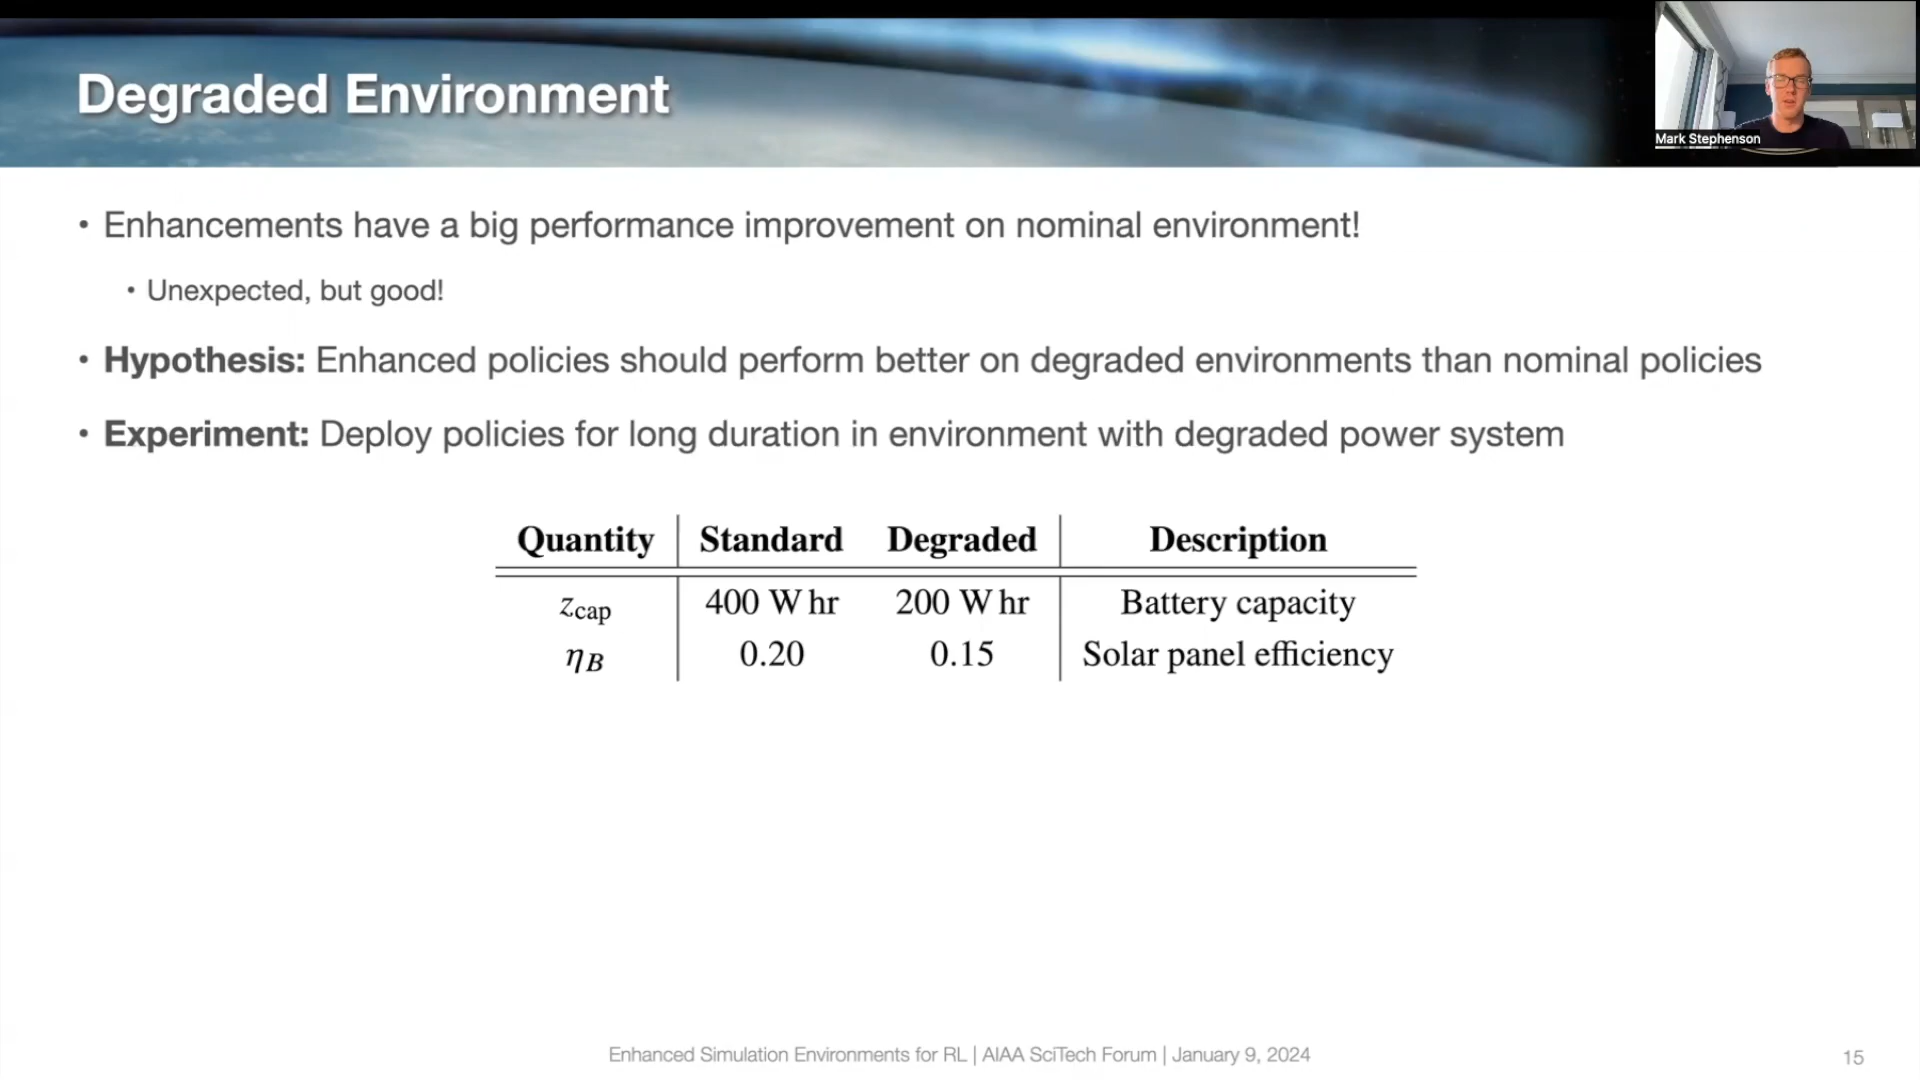 Degraded Environment
Mark Stephenson
• Enhancements have a big performance improvement on nominal environment!
• Unexpected, but good!
• Hypothesis: Enhanced policies should perform better on degraded environments than nominal policies
• Experiment: Deploy policies for long duration in environment with degraded power system
Quantity Standard Degraded Description
zcap 400 W hr 200 W hr Battery capacity
ηB 0.20 0.15 Solar panel efficiency
Enhanced Simulation Environments for RL | AIAA SciTech Forum | January 9, 2024
15